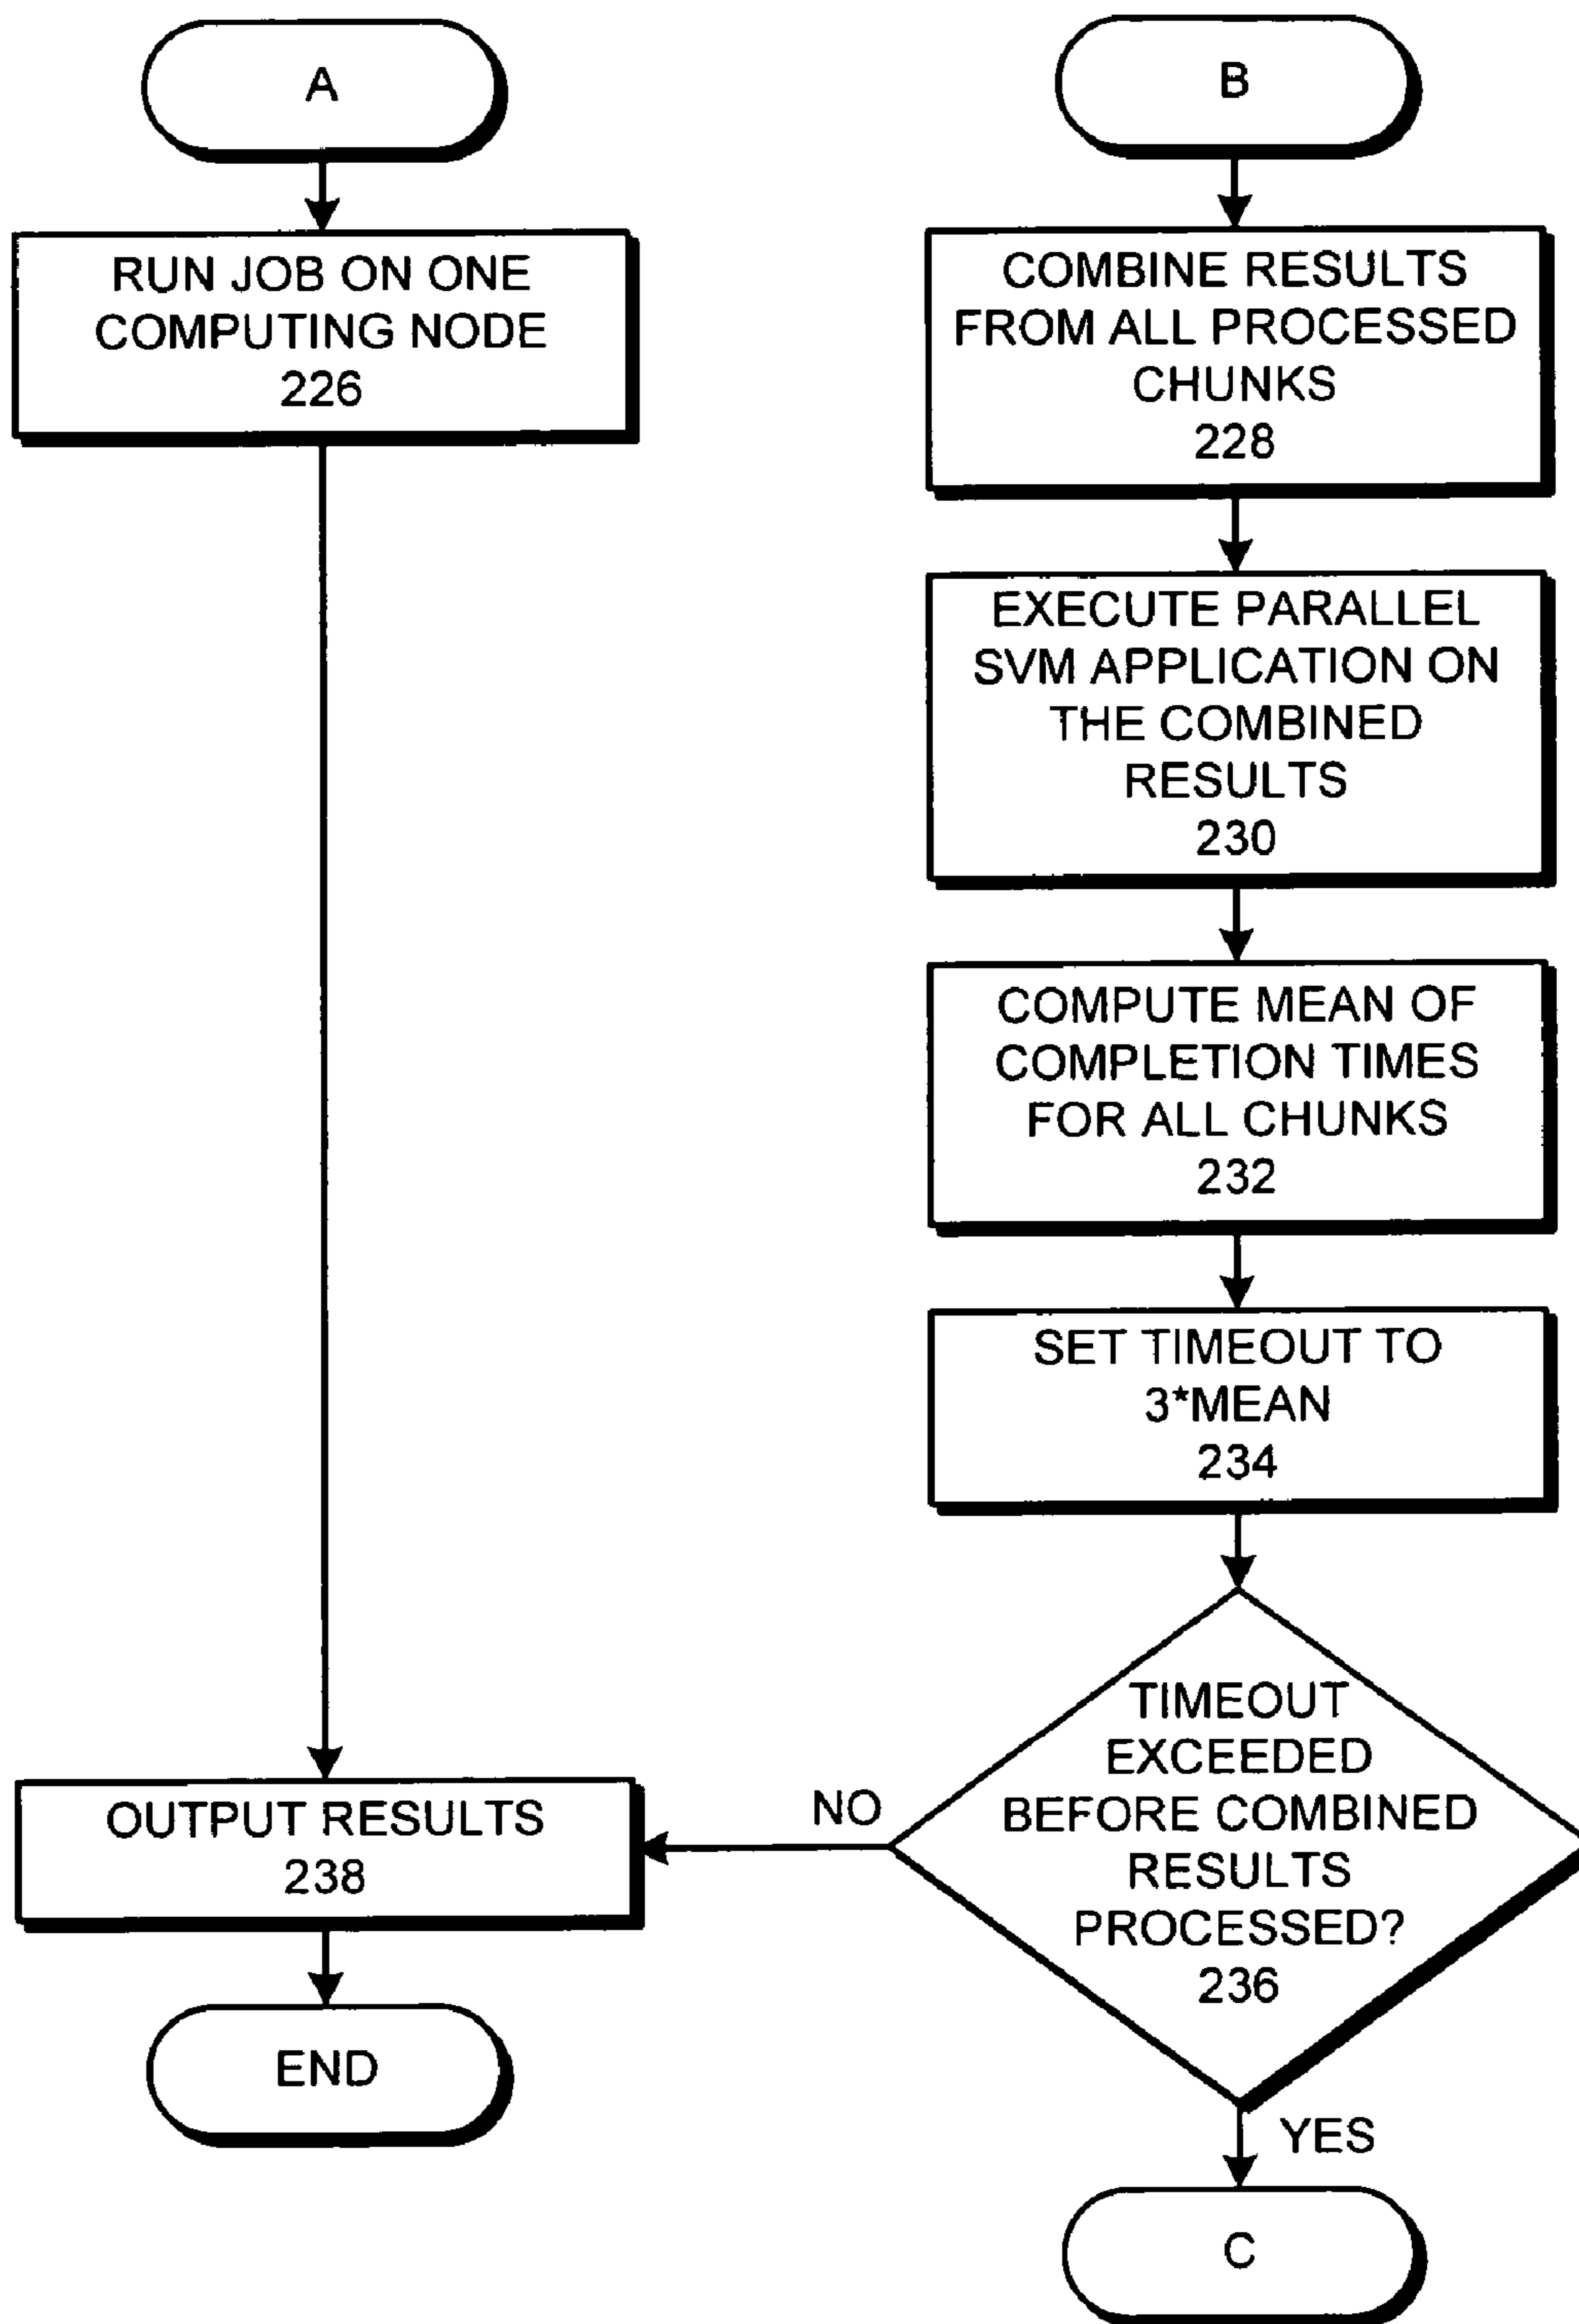 A
RUN JOB ON ONE
COMPUTING NODE
226
B
COMBINE RESULTS
FROM ALL PROCESSED
CHUNKS
228
EXECUTE PARALLEL
SVM APPLICATION ON
THE COMBINED
RESULTS
230
COMPUTE MEAN OF
COMPLETION TIMES
FOR ALL CHUNKS
232
SET TIMEOUT TO
3*MEAN
234
TIMEOUT
EXCEEDED
BEFORE COMBINED
RESULTS
PROCESSED?
236
NO
OUTPUT RESULTS
238
END
YES
C